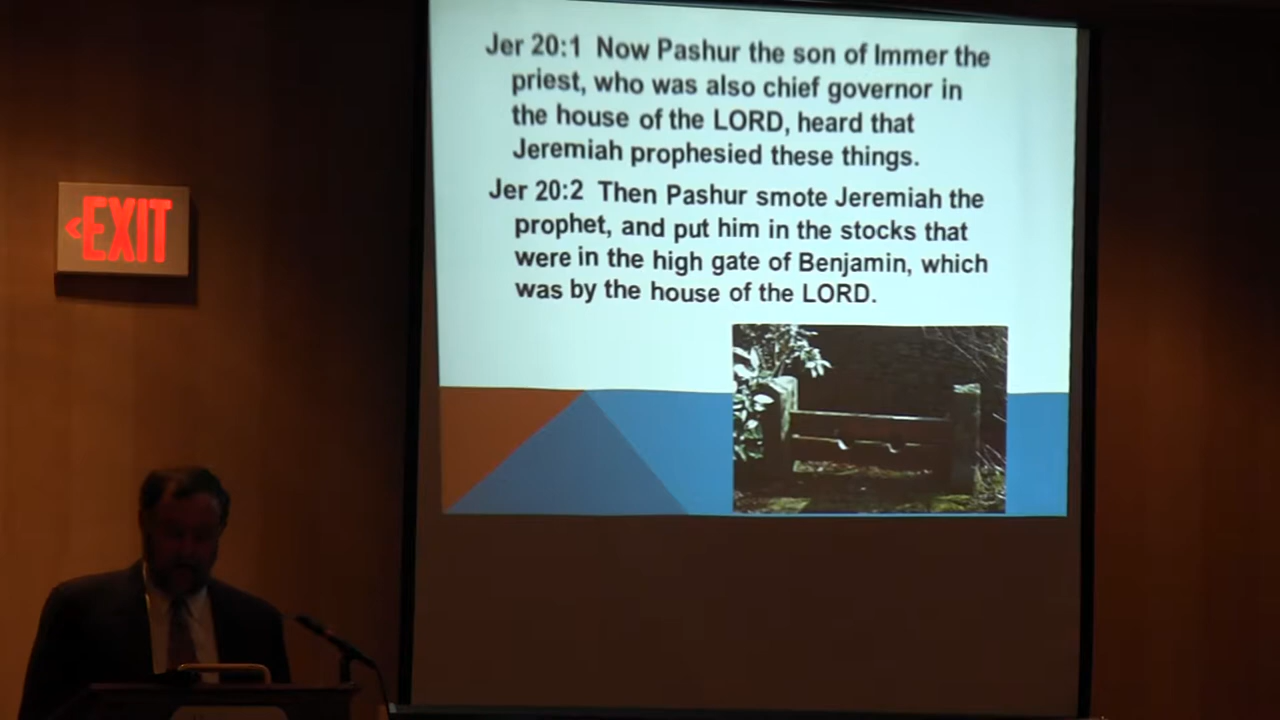 Jer 20:1 Now Pashur the son of Immer the
priest, who was also chief governor in
the house of the LORD, heard that
Jeremiah prophesied these things.
Jer 20:2 Then Pashur smote Jeremiah the
prophet, and put him in the stocks that
were in the high gate of Benjamin, which
was by the house of the LORD.
<EXIT